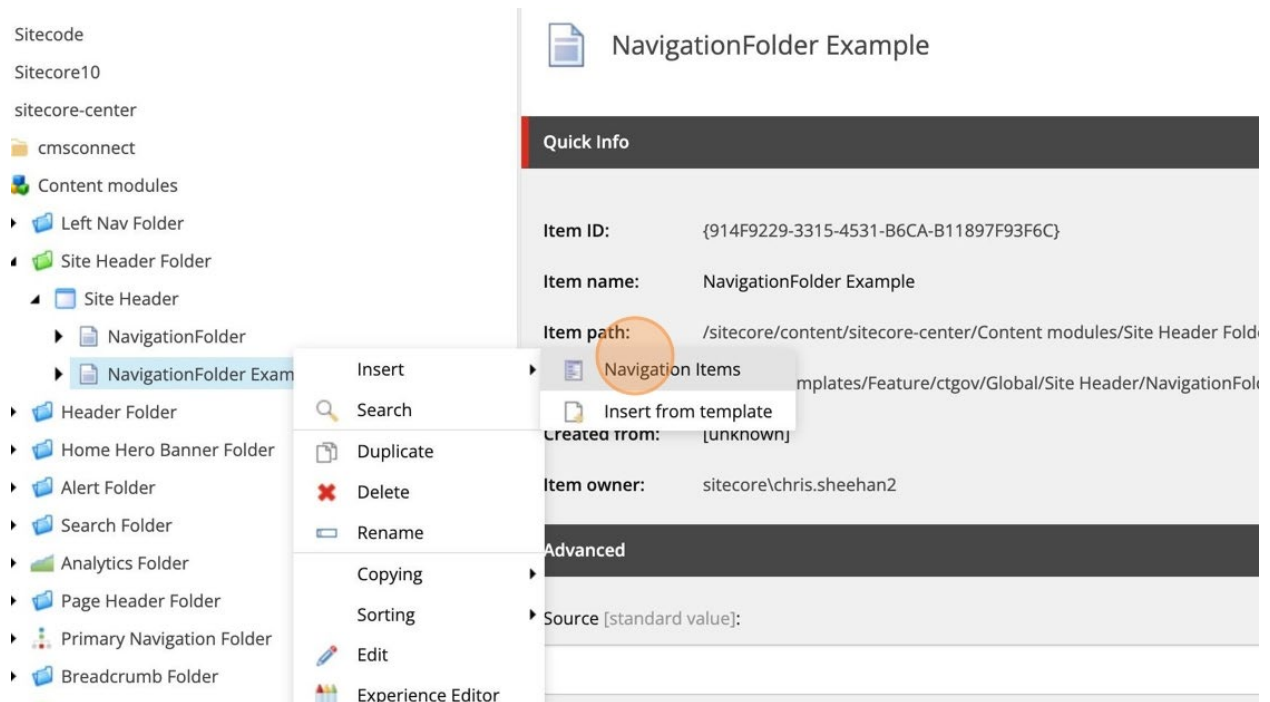 Sitecode
Sitecore10
sitecore-center
cmsconnect
Content modules
Left Nav Folder
Site Header Folder
Site Header
NavigationFolder
NavigationFolder Exam
Header Folder
Home Hero Banner Folder
Alert Folder
Search Folder
Analytics Folder
Page Header Folder
Primary Navigation Folder
Breadcrumb Folder
Insert
Search
Duplicate
Delete
Rename
Copying
Sorting
Edit
Experience Editor
Navigation Items
Insert from template
NavigationFolder Example
Quick Info
Item ID: {914F9229-3315-4531-B6CA-B11897F93F6C}
Item name: NavigationFolder Example
Item path: /sitecore/content/sitecore-center/Content modules/Site Header Folde
mplates/Feature/ctgov/Global/Site Header/NavigationFol
Created from: [unknown]
Item owner: sitecore\chris.sheehan2
Advanced
Source [standard value]: